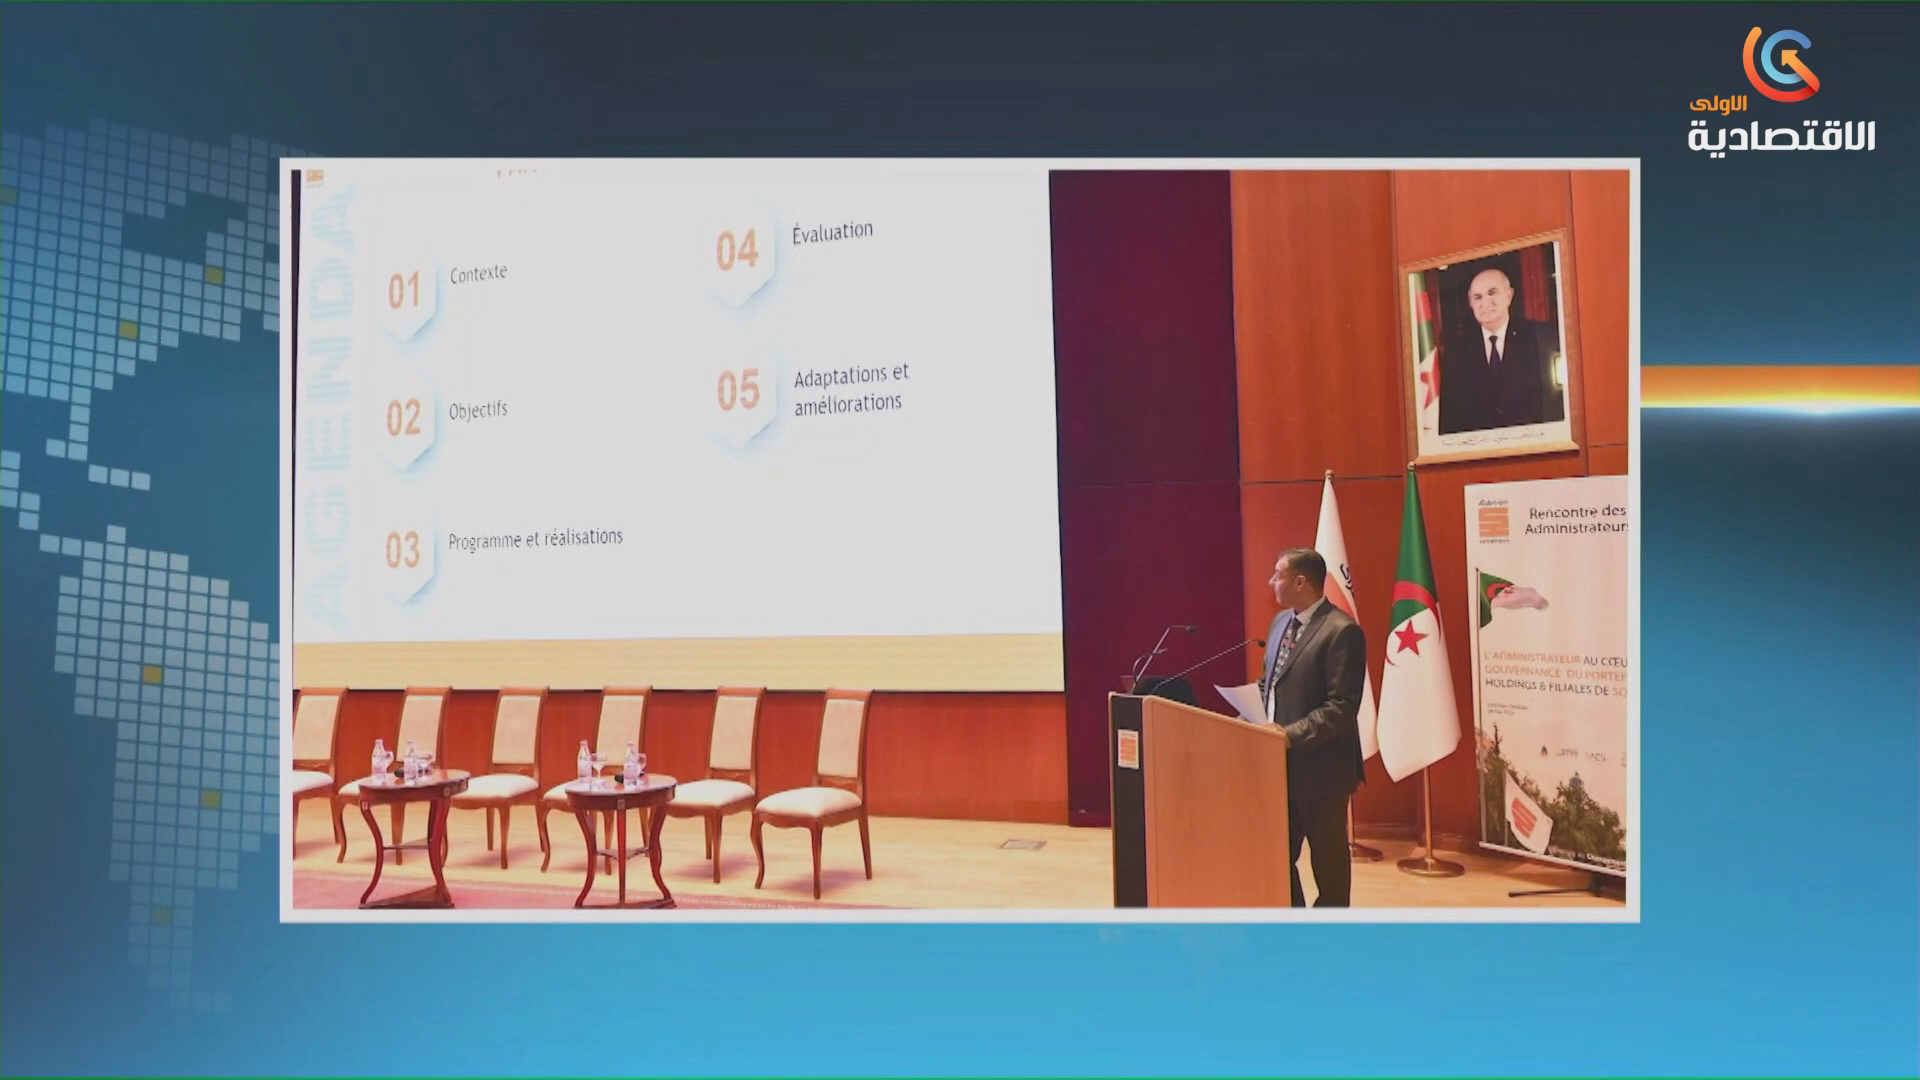 الاولى
الاقتصادية
AGENDA
01
Contexte
02
Objectifs
03
Programme et réalisations
04
Évaluation
05
Adaptations et
améliorations
Rencontre des
Administrateurs
L'ADMINISTRATEUR AU CŒU
GOUVERNANCE DU PORTEF
HOLDINGS & FILIALES DE SO